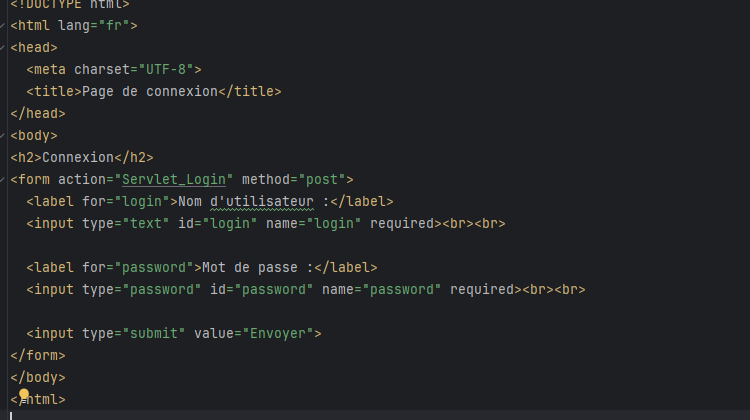 <!DOCTYPE html>
<html lang="fr">
<head>
<meta charset="UTF-8">
<title>Page de connexion</title>
</head>
<body>
<h2>Connexion</h2>
<form action="Servlet_Login" method="post">
<label for="login">Nom d'utilisateur :</label>
<input type="text" id="login" name="login" required><br><br>
<label for="password">Mot de passe :</label>
<input type="password" id="password" name="password" required><br><br>
<input type="submit" value="Envoyer">
</form>
</body>
</html>